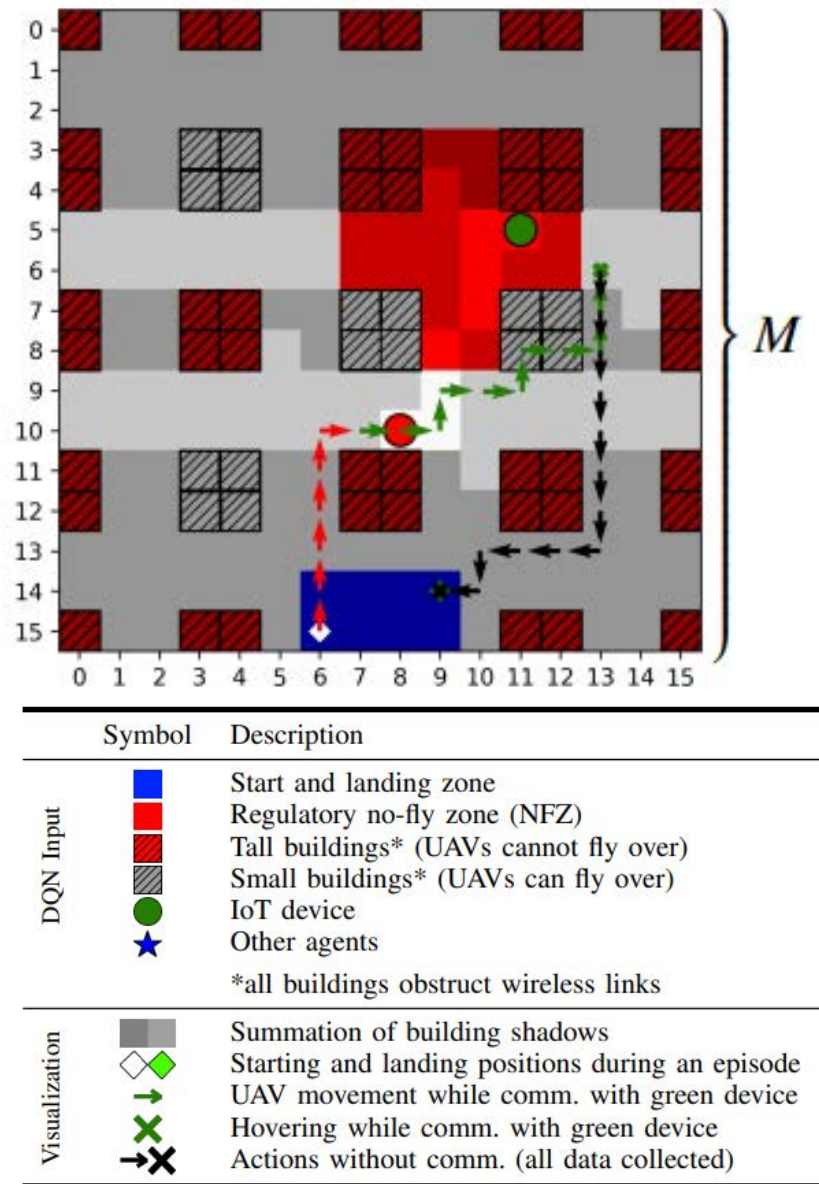 0
1
2
3
4
5
6
7
8
9
10
11
12
13
14
15
M
0 1 2 3 4 5 6 7 8 9 10 11 12 13 14 15
Symbol Description
DQN Input
Start and landing zone
Regulatory no-fly zone (NFZ)
Tall buildings* (UAVs cannot fly over)
Small buildings* (UAVs can fly over)
IoT device
Other agents
*all buildings obstruct wireless links
Visualization
Summation of building shadows
Starting and landing positions during an episode
UAV movement while comm. with green device
Hovering while comm. with green device
Actions without comm. (all data collected)